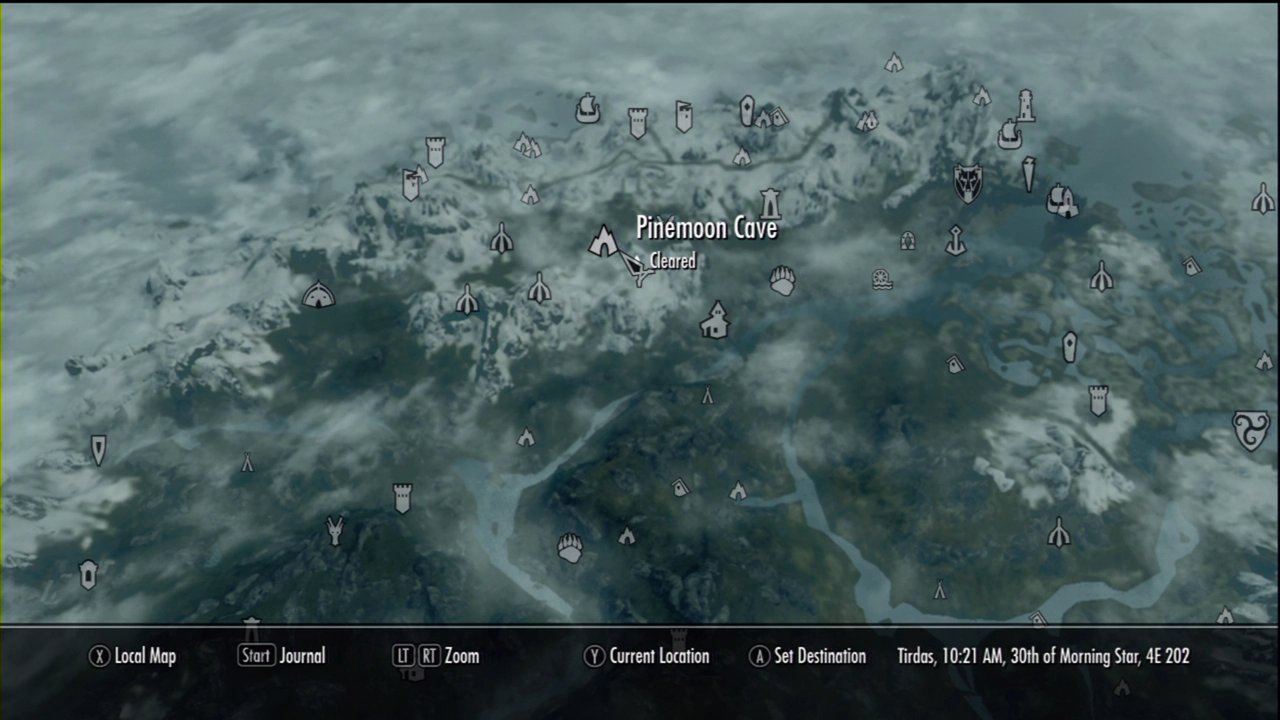 Pinemoon Cave
Cleared
X Local Map Start Journal LT RT Zoom Y Current Location A Set Destination Tirdas, 10:21 AM, 30th of Morning Star, 4E 202